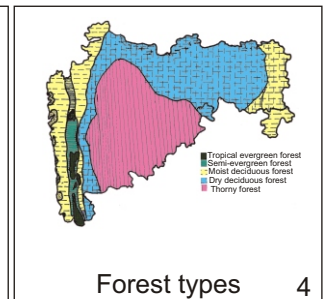 Tropical evergreen forest
Semi-evergreen forest
Moist deciduous forest
Dry deciduous forest
Thorny forest
Forest types 4